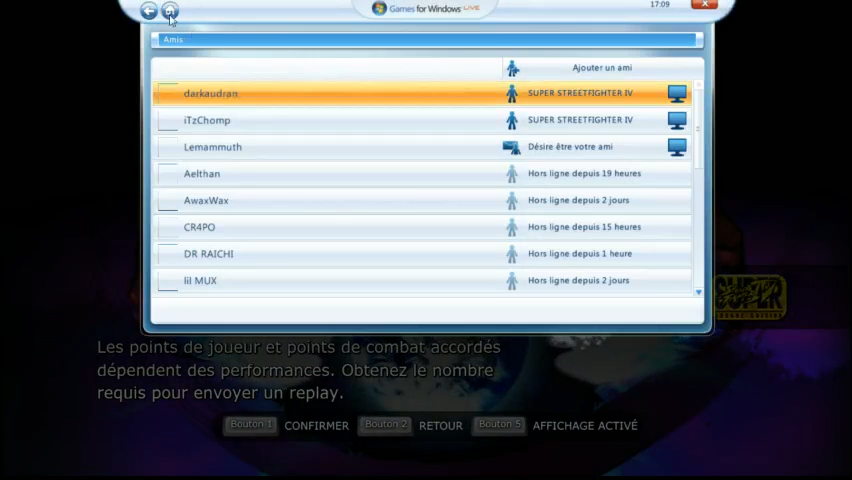 Games for Windows LIVE 17:09
Amis
Ajouter un ami
darkaudran SUPER STREETFIGHTER IV
iTzChomp SUPER STREETFIGHTER IV
Lemammuth Désire être votre ami
Aelthan Hors ligne depuis 19 heures
AwaxWax Hors ligne depuis 2 jours
CR4PO Hors ligne depuis 15 heures
DR RAICHI Hors ligne depuis 1 heure
lil MUX Hors ligne depuis 2 jours
SUPER
Les points de joueur et points de combat accordés
dépendent des performances. Obtenez le nombre
requis pour envoyer un replay.
Bouton 1 CONFIRMER Bouton 2 RETOUR Bouton 5 AFFICHAGE ACTIVÉ